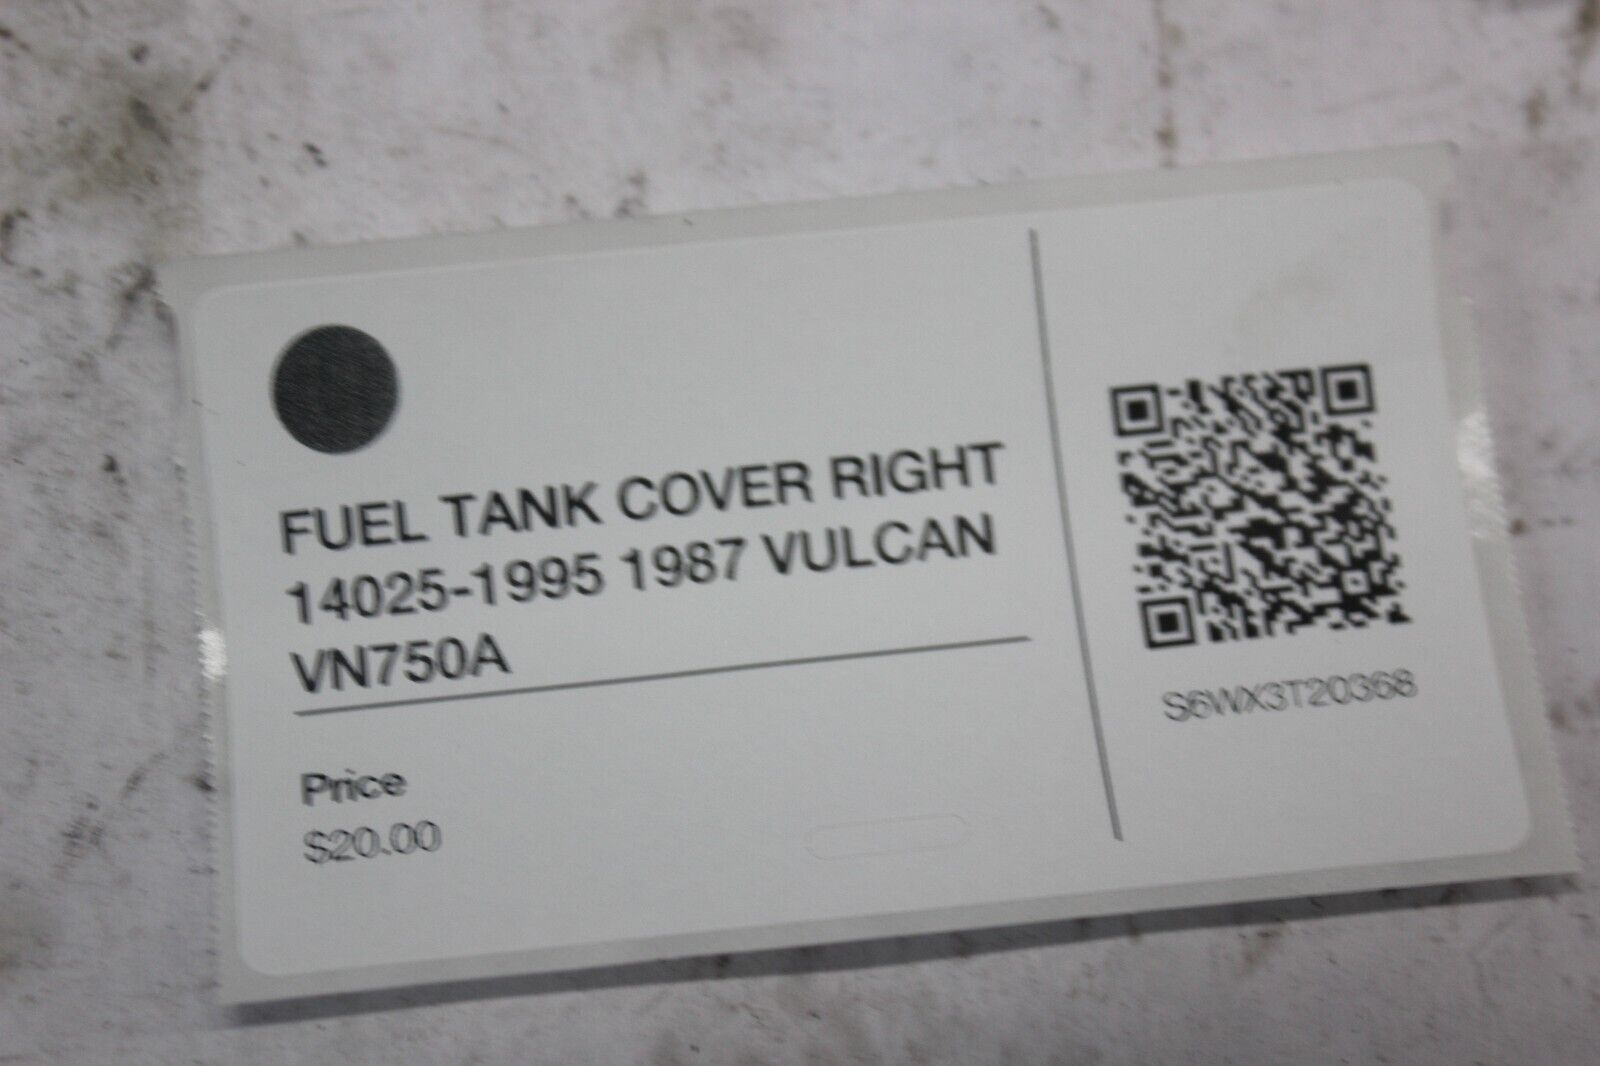 FUEL TANK COVER RIGHT
14025-1995 1987 VULCAN
VN750A
Price
$20.00
S6WX3T20368